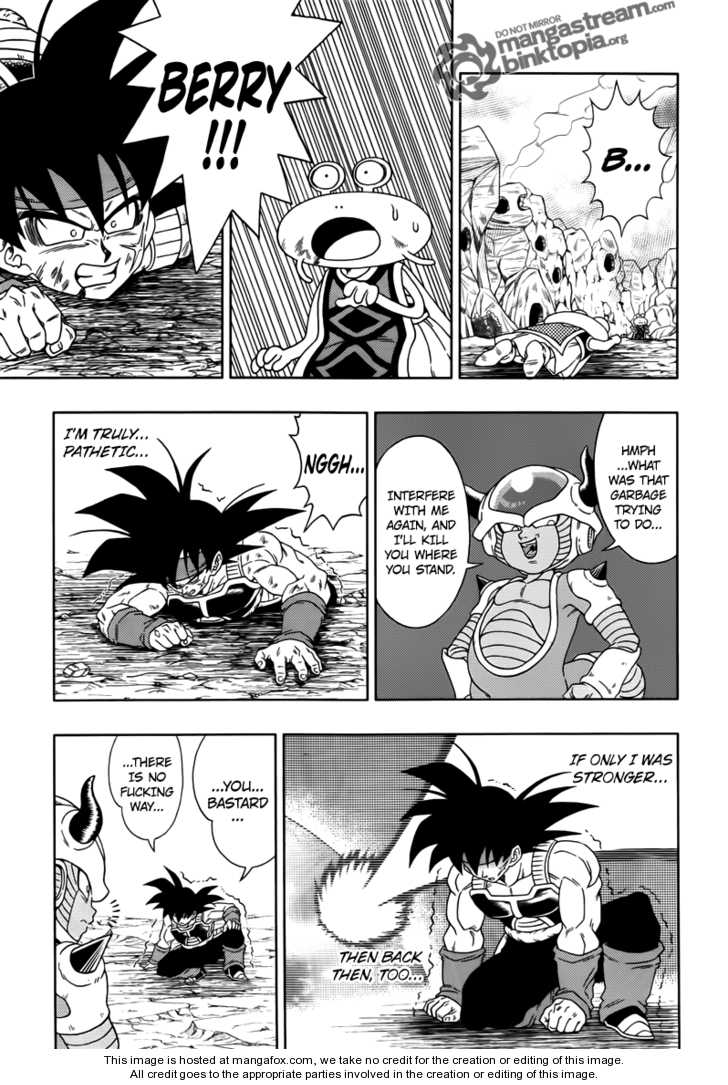 DO NOT MIRROR
mangastream.com
binktopia.org
B...
BERRY
!!!
HMPH
...WHAT
WAS THAT
GARBAGE
TRYING
TO DO...
INTERFERE
WITH ME
AGAIN, AND
I'LL KILL
YOU WHERE
YOU STAND.
NGGH...
I'M TRULY...
PATHETIC...
IF ONLY I WAS
STRONGER...
THEN BACK
THEN, TOO...
...YOU...
BASTARD
...
...THERE
IS NO
FUCKING
WAY...
This image is hosted at mangafox.com, we take no credit for the creation or editing of this image.
All credit goes to the appropriate parties involved in the creation or editing of this image.